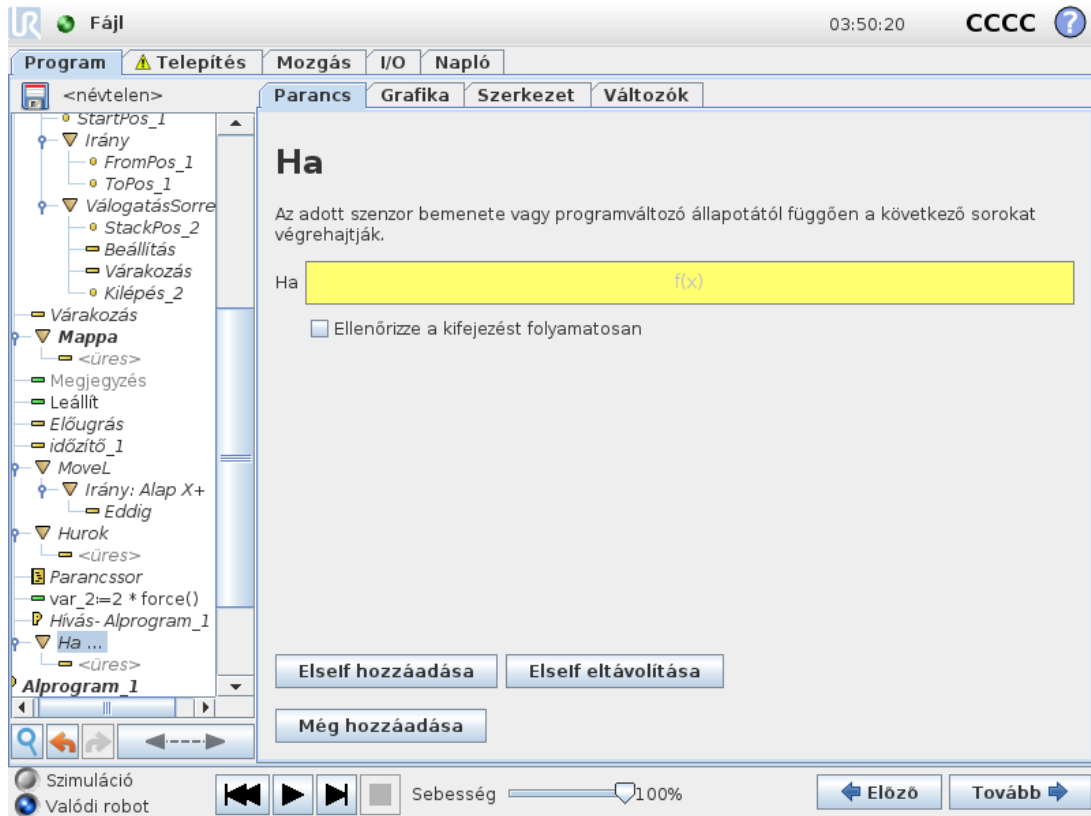 UR
Fájl
03:50:20
CCCC
?
Program
Telepítés
Mozgás
I/O
Napló
<névtelen>
Parancs
Grafika
Szerkezet
Változók
StartPos_1
Irány
FromPos_1
ToPos_1
VálogatásSorre
StackPos_2
Beállítás
Várakozás
Kilépés_2
Várakozás
Mappa
<üres>
Megjegyzés
Leállít
Előugrás
időzítő_1
MoveL
Irány: Alap X+
Eddig
Hurok
<üres>
Parancssor
var_2:=2 * force()
Hívás- Alprogram_1
Ha ...
<üres>
Alprogram_1
Ha
Az adott szenzor bemenete vagy programváltozó állapotától függően a következő sorokat
végrehajtják.
Ha
f(x)
Ellenőrizze a kifejezést folyamatosan
ElseIf hozzáadása
ElseIf eltávolítása
Még hozzáadása
Szimuláció
Valódi robot
Sebesség
100%
Előző
Tovább